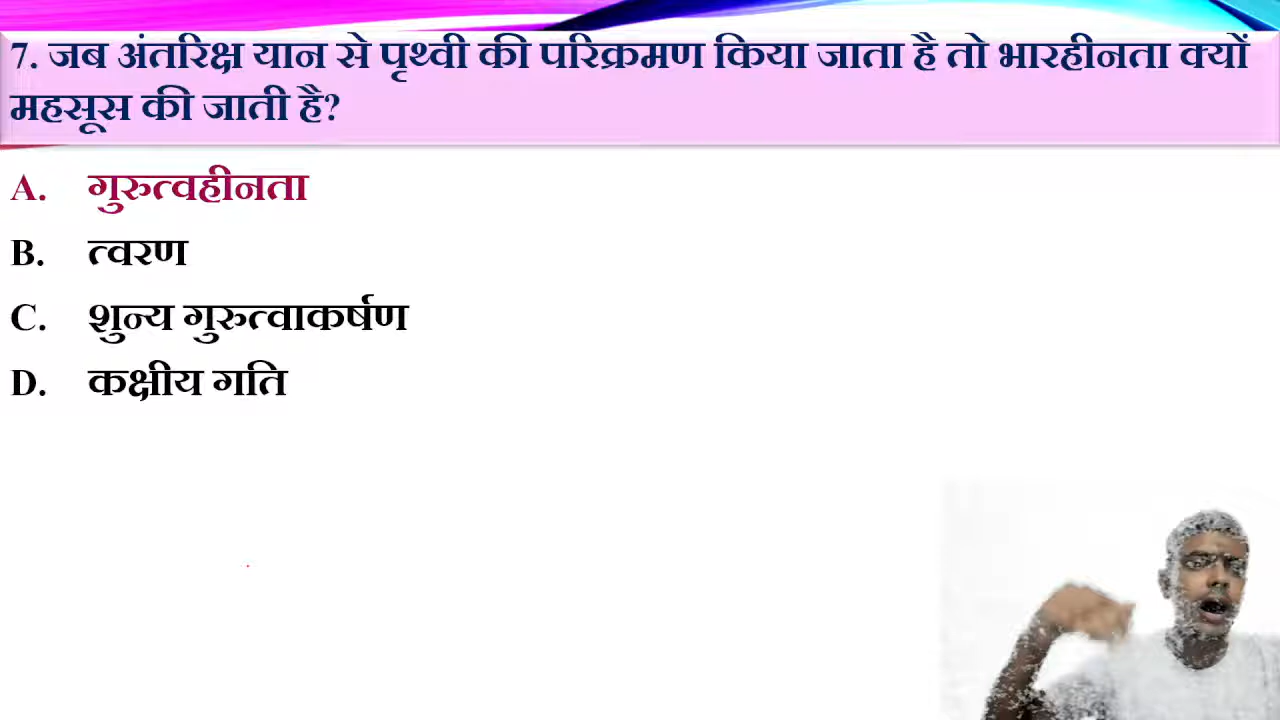 7. जब अंतरिक्ष यान से पृथ्वी की परिक्रमण किया जाता है तो भारहीनता क्यों
महसूस की जाती है?
A. गुरुत्वहीनता
B. त्वरण
C. शुन्य गुरुत्वाकर्षण
D. कक्षीय गति